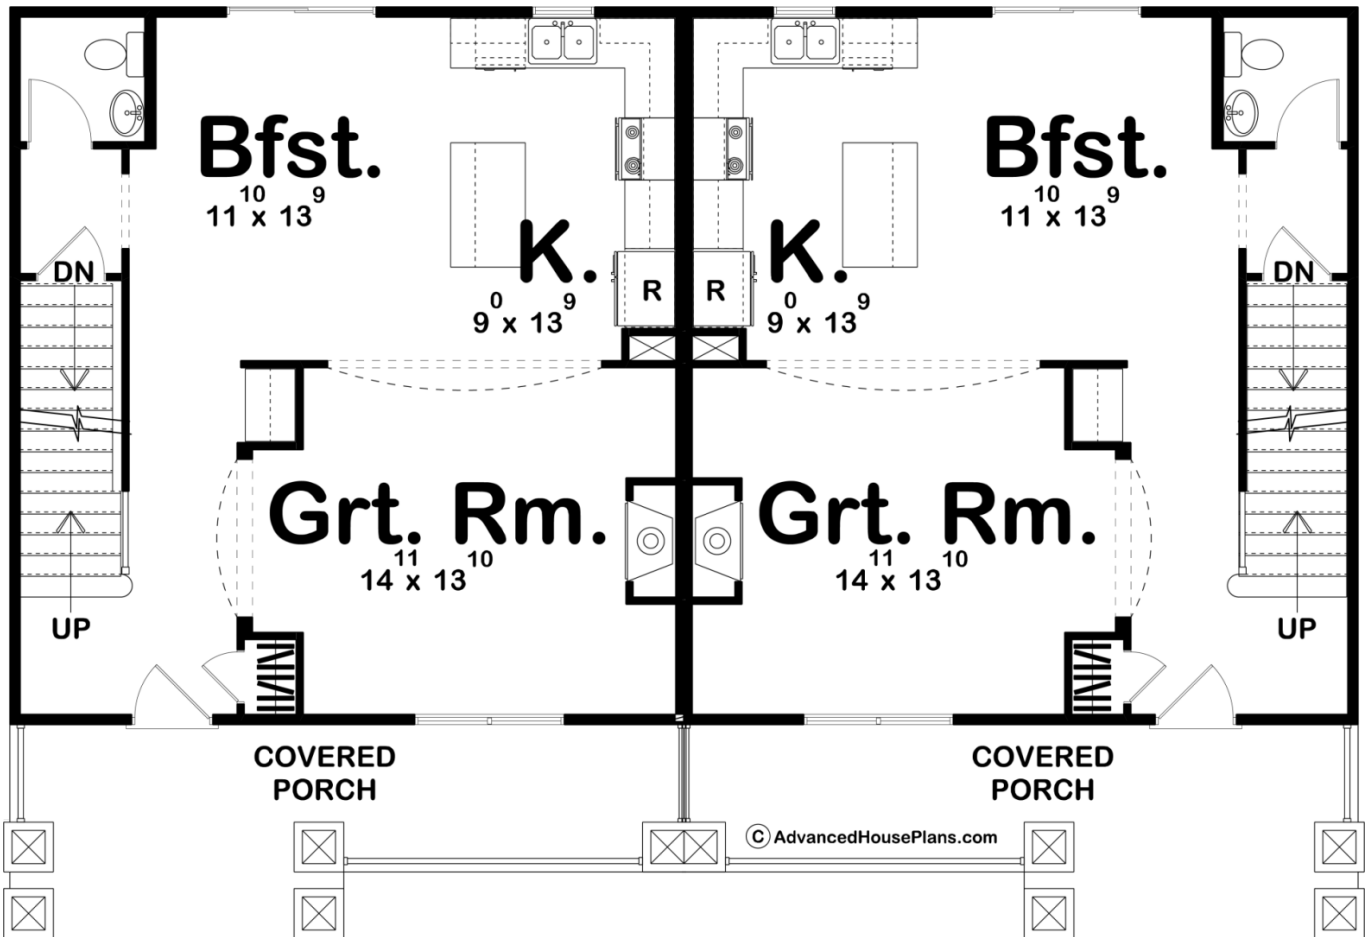 Bfst.
11¹⁰ x 13⁹
Bfst.
11¹⁰ x 13⁹
K.
9⁰ x 13⁹
K.
9⁰ x 13⁹
DN
R
R
DN
Grt. Rm.
14¹¹ x 13¹⁰
Grt. Rm.
14¹¹ x 13¹⁰
UP
UP
COVERED
PORCH
COVERED
PORCH
© AdvancedHousePlans.com